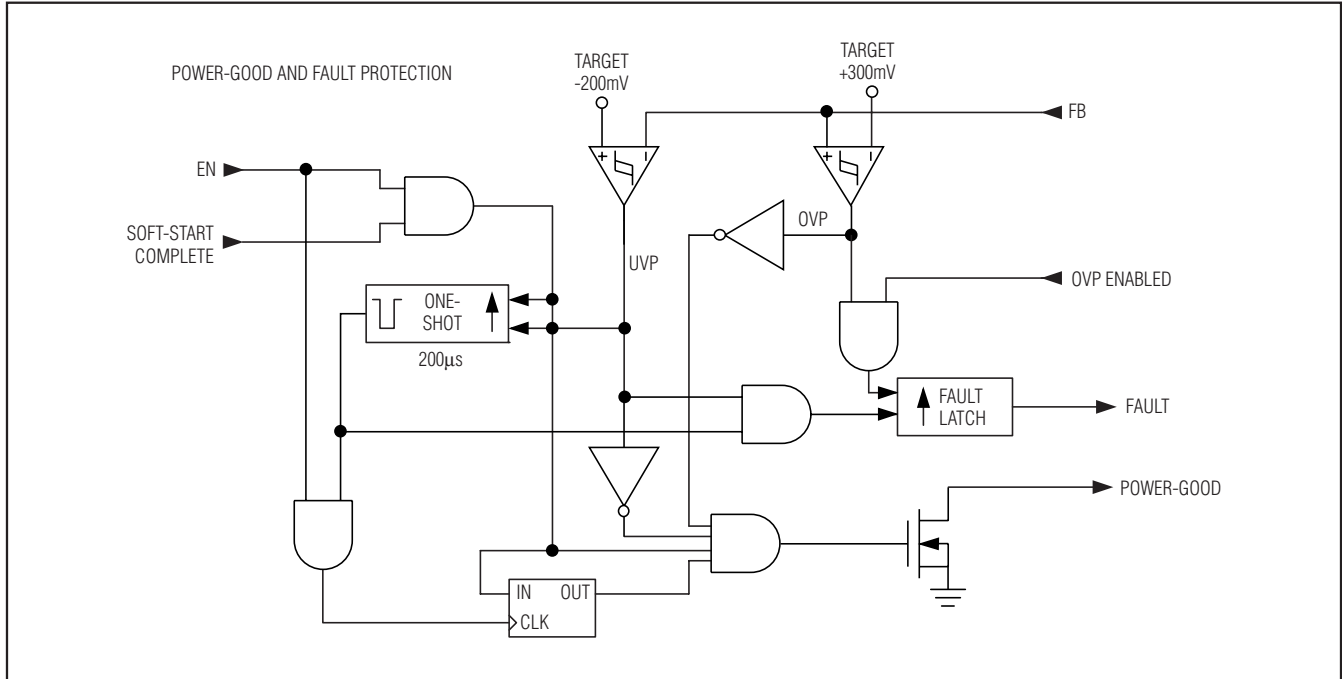 POWER-GOOD AND FAULT PROTECTION
TARGET
-200mV
TARGET
+300mV
FB
+ –
+ –
EN
SOFT-START
COMPLETE
OVP
UVP
OVP ENABLED
ONE-
SHOT
200μs
FAULT
LATCH
FAULT
POWER-GOOD
IN OUT
CLK